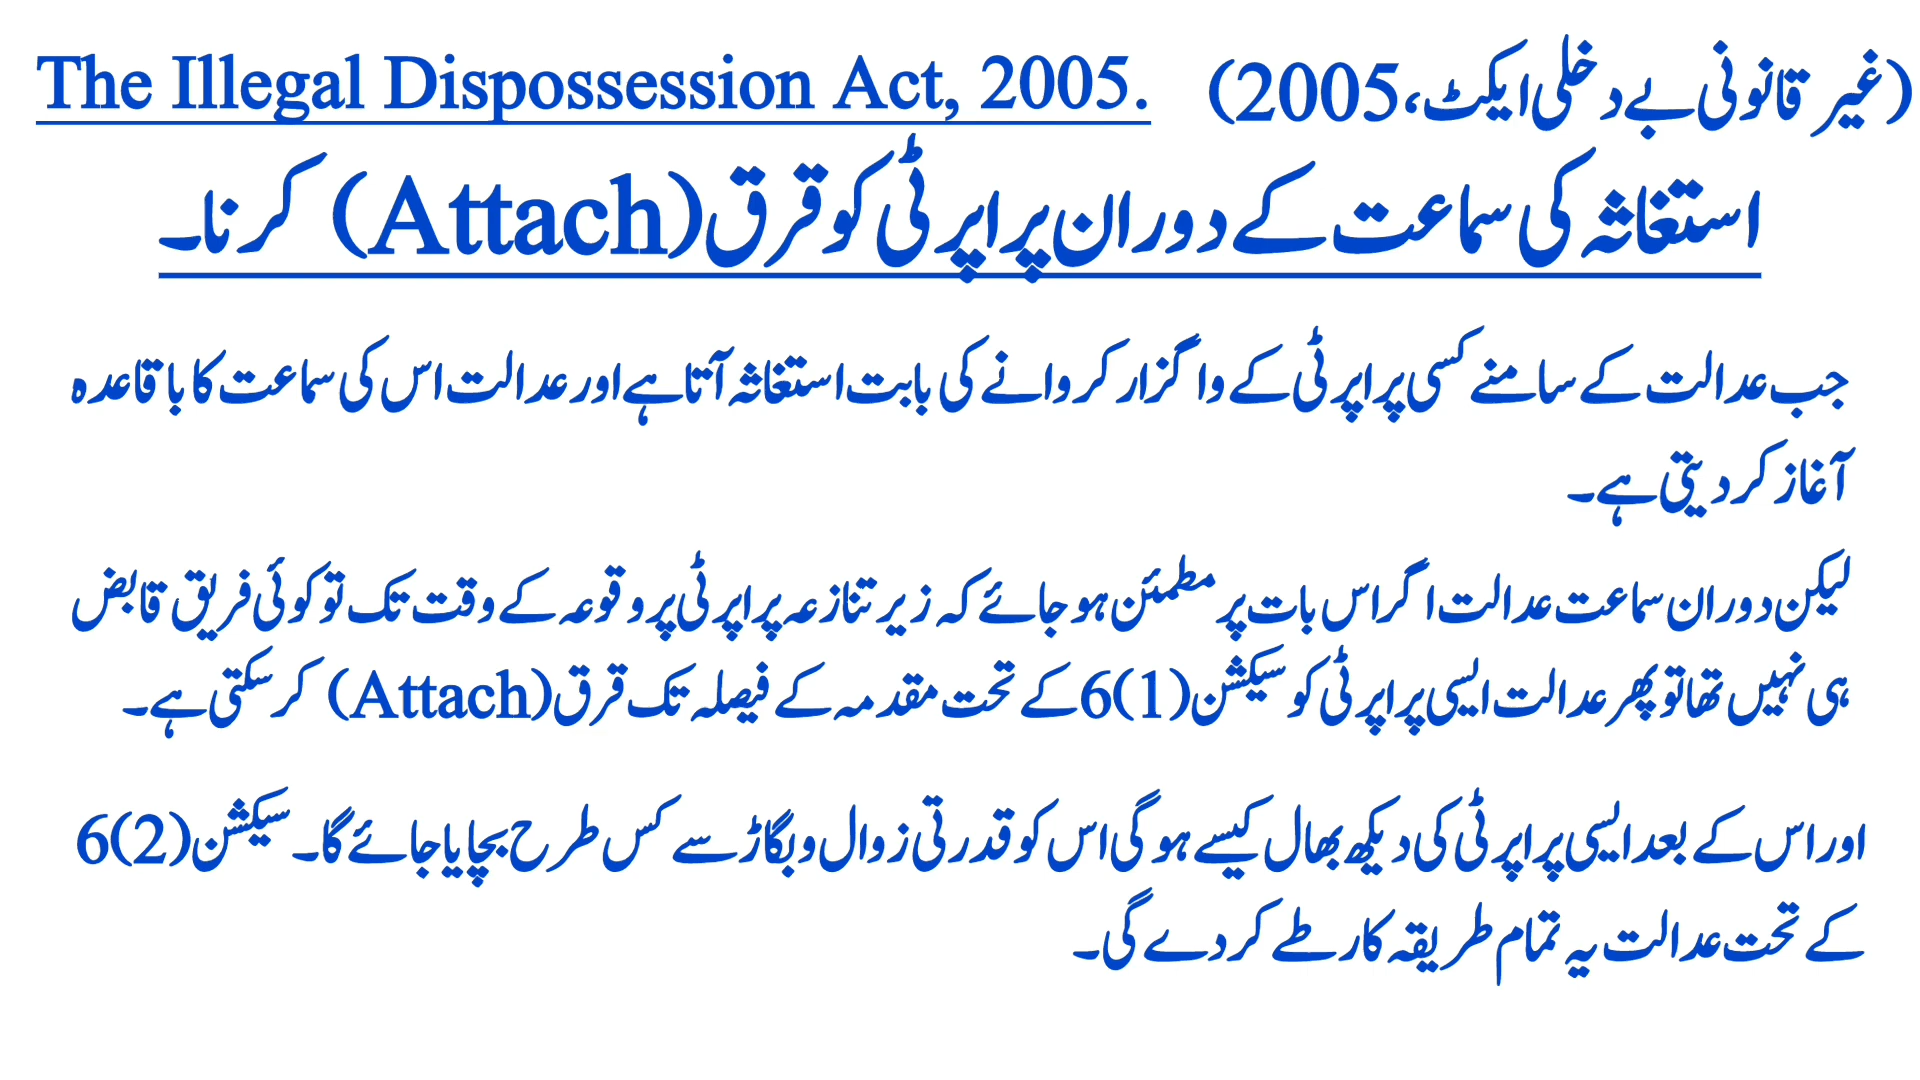 The Illegal Dispossession Act, 2005. (غیر قانونی بے دخلی ایکٹ، 2005)
استغاثہ کی سماعت کے دوران پراپرٹی کو قرق (Attach) کرنا۔
جب عدالت کے سامنے کسی پراپرٹی کے واگزار کروانے کی بابت استغاثہ آتا ہے اور عدالت اس کی سماعت کا باقاعدہ
آغاز کر دیتی ہے۔
لیکن دوران سماعت عدالت اگر اس بات پر مطمئن ہو جائے کہ زیر تنازعہ پراپرٹی پر وقوعہ کے وقت تک تو کوئی فریق قابض
ہی نہیں تھا تو پھر عدالت ایسی پراپرٹی کو سیکشن 6(1) کے تحت مقدمہ کے فیصلہ تک قرق (Attach) کر سکتی ہے۔
اور اس کے بعد ایسی پراپرٹی کی دیکھ بھال کیسے ہو گی اس کو قدرتی زوال و بگاڑ سے کس طرح بچایا جائے گا۔ سیکشن 6(2)
کے تحت عدالت یہ تمام طریقہ کار طے کر دے گی۔